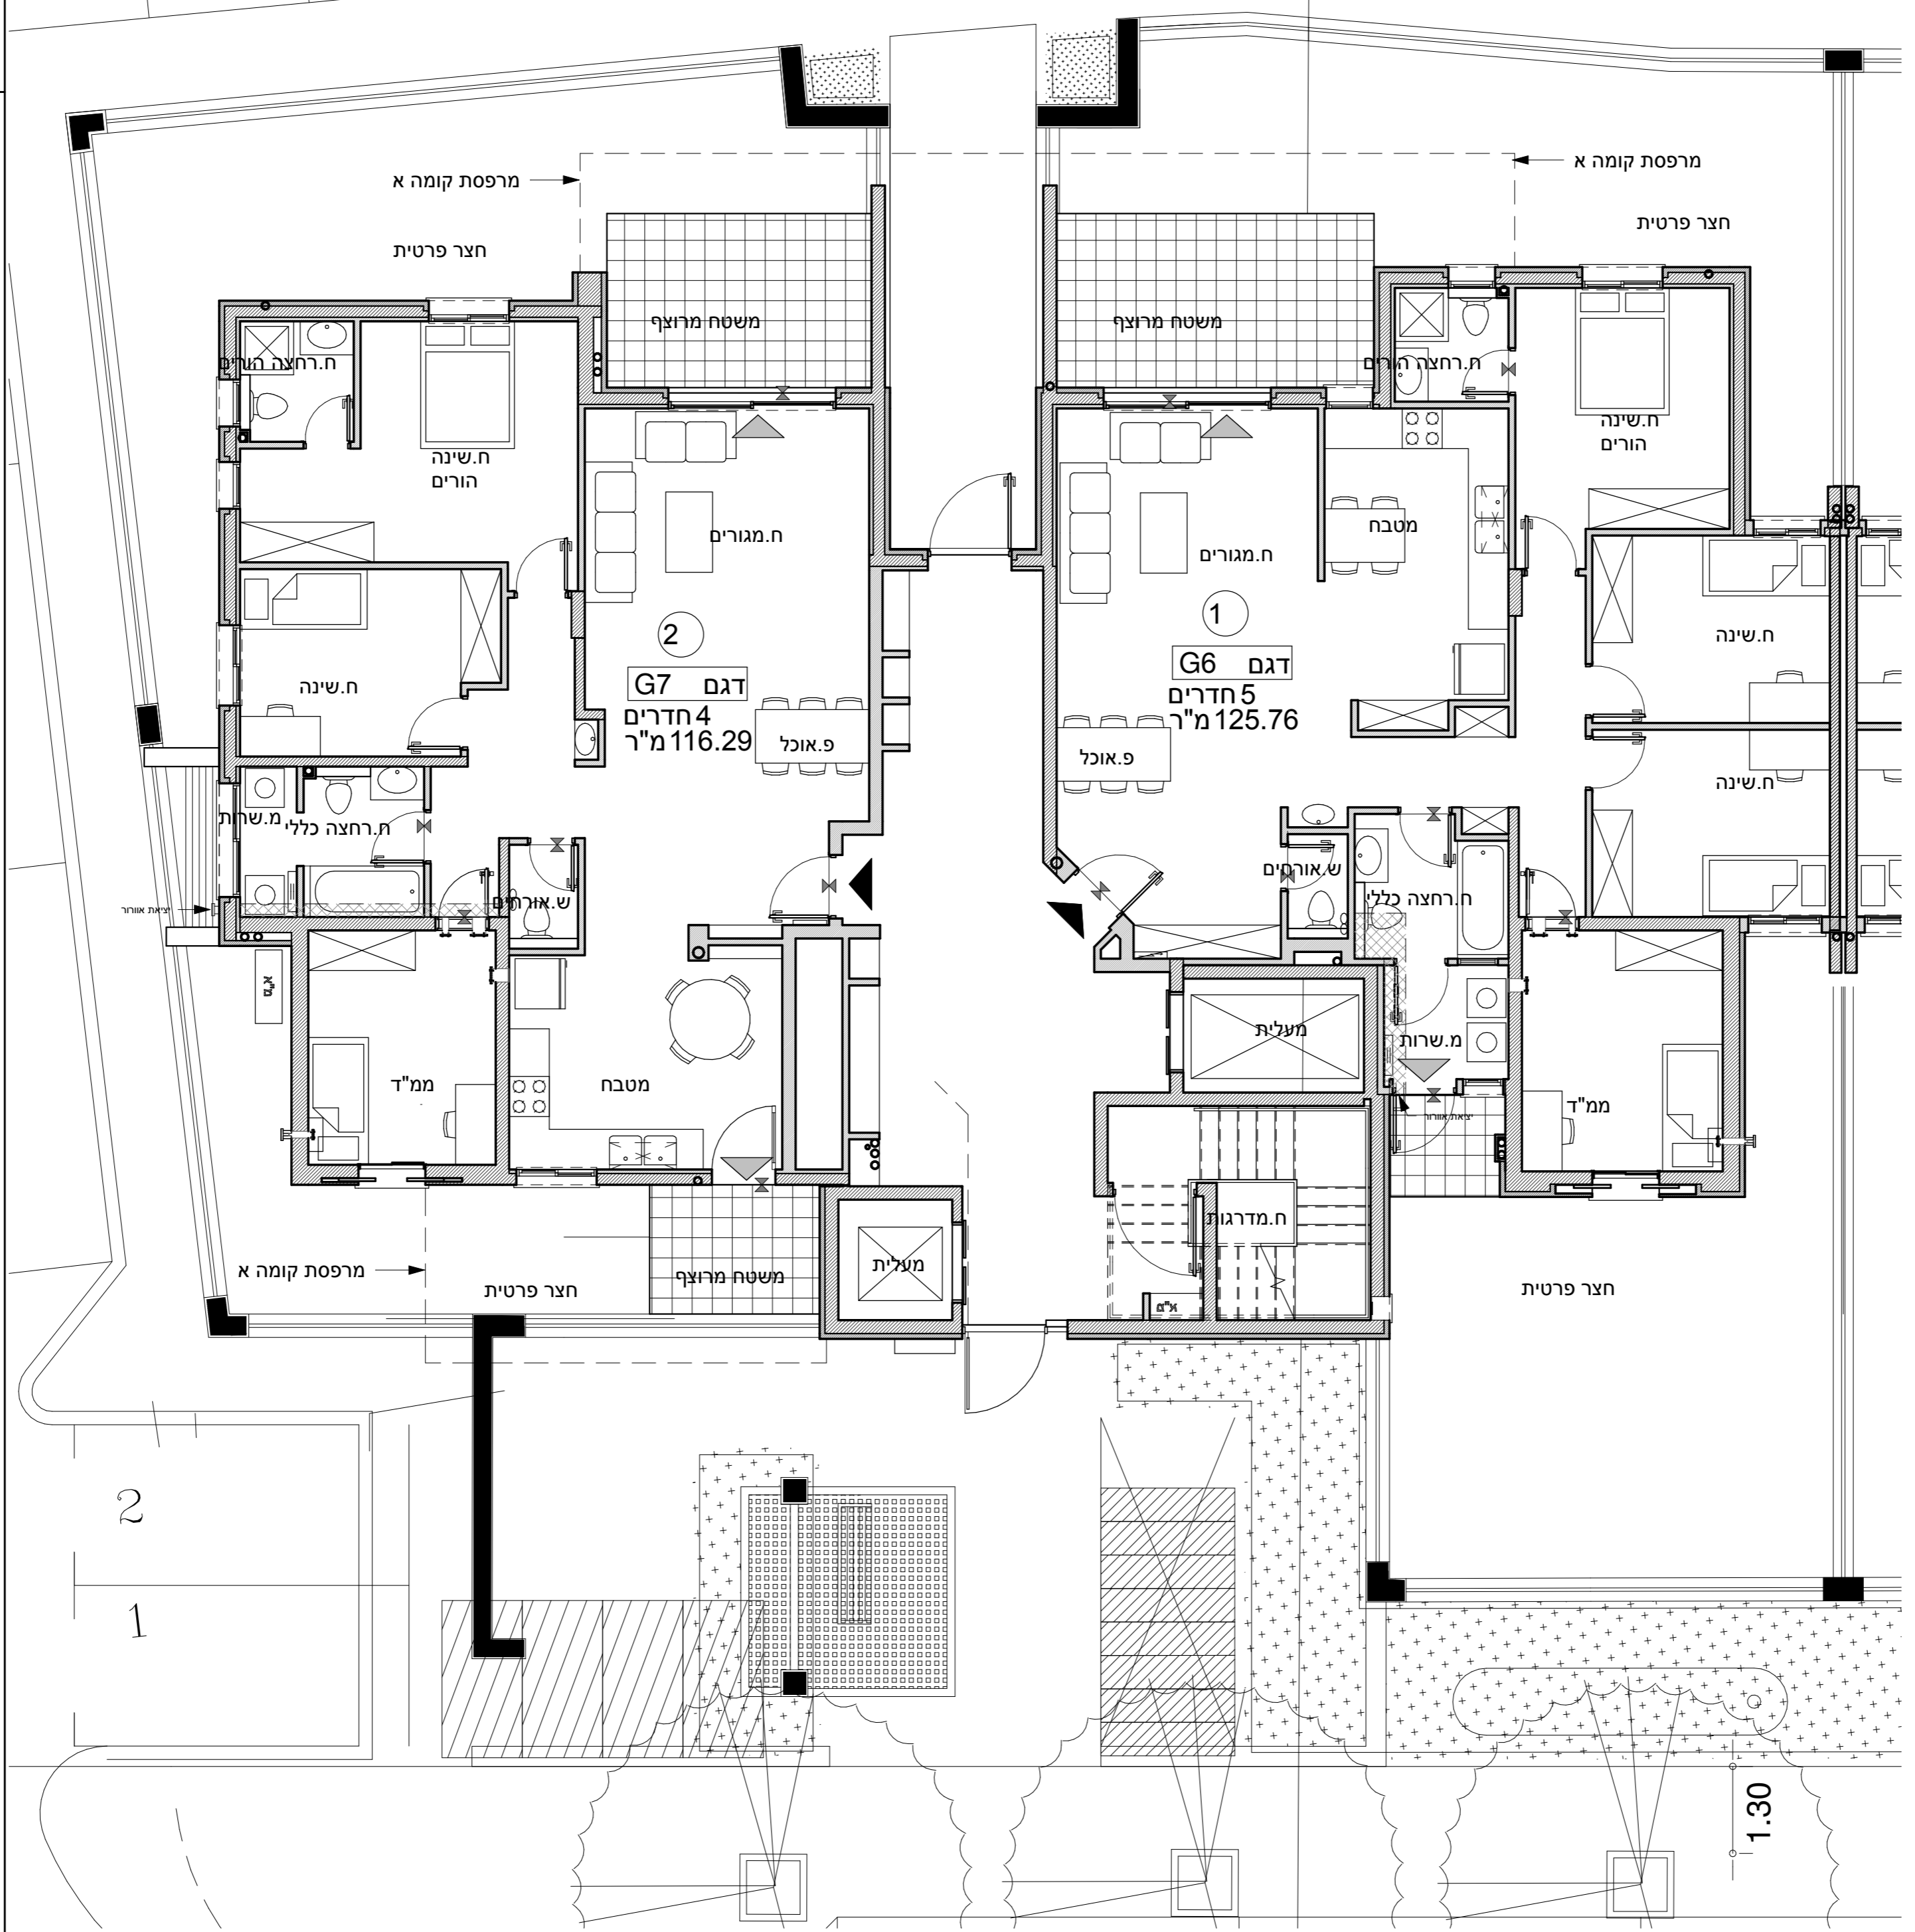 מרפסת קומה א
מרפסת קומה א
חצר פרטית
חצר פרטית
משטח מרוצף
משטח מרוצף
ח.רחצה הורים
ח.רחצה הורים
ח.שינה
הורים
ח.שינה
הורים
ח.מגורים
ח.מגורים
מטבח
2
דגם G7
4 חדרים
116.29 מ"ר
1
דגם G6
5 חדרים
125.76 מ"ר
ח.שינה
ח.שינה
ח.שינה
פ.אוכל
פ.אוכל
מ.שרות
ח.רחצה כללי
ש.אורחים
ש.אורחים
ח.רחצה כללי
יציאת אוורור
א"מ
ממ"ד
מטבח
מעלית
מ.שרות
ממ"ד
יציאת אוורור
ח.מדרגות
מעלית
א"מ
מרפסת קומה א
חצר פרטית
משטח מרוצף
חצר פרטית
2
1
1.30